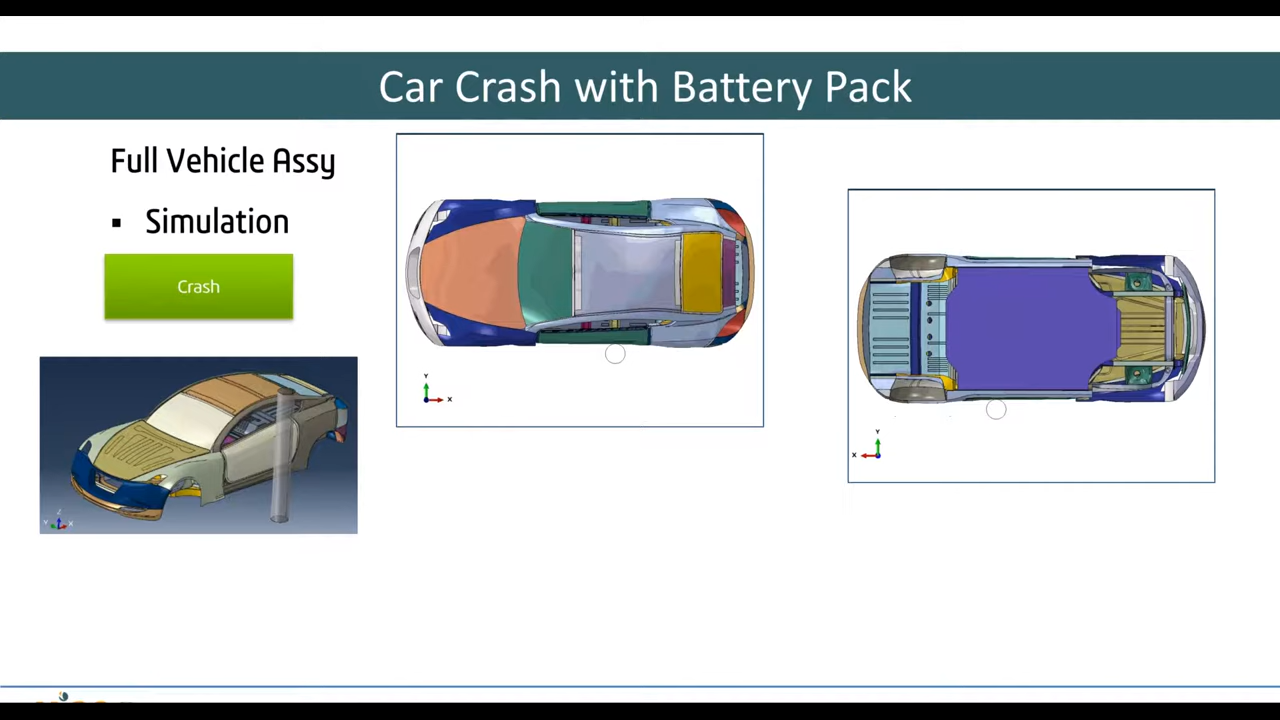 Car Crash with Battery Pack
Full Vehicle Assy
▪ Simulation
Crash
Y
X
Y
X
Z
Y
X